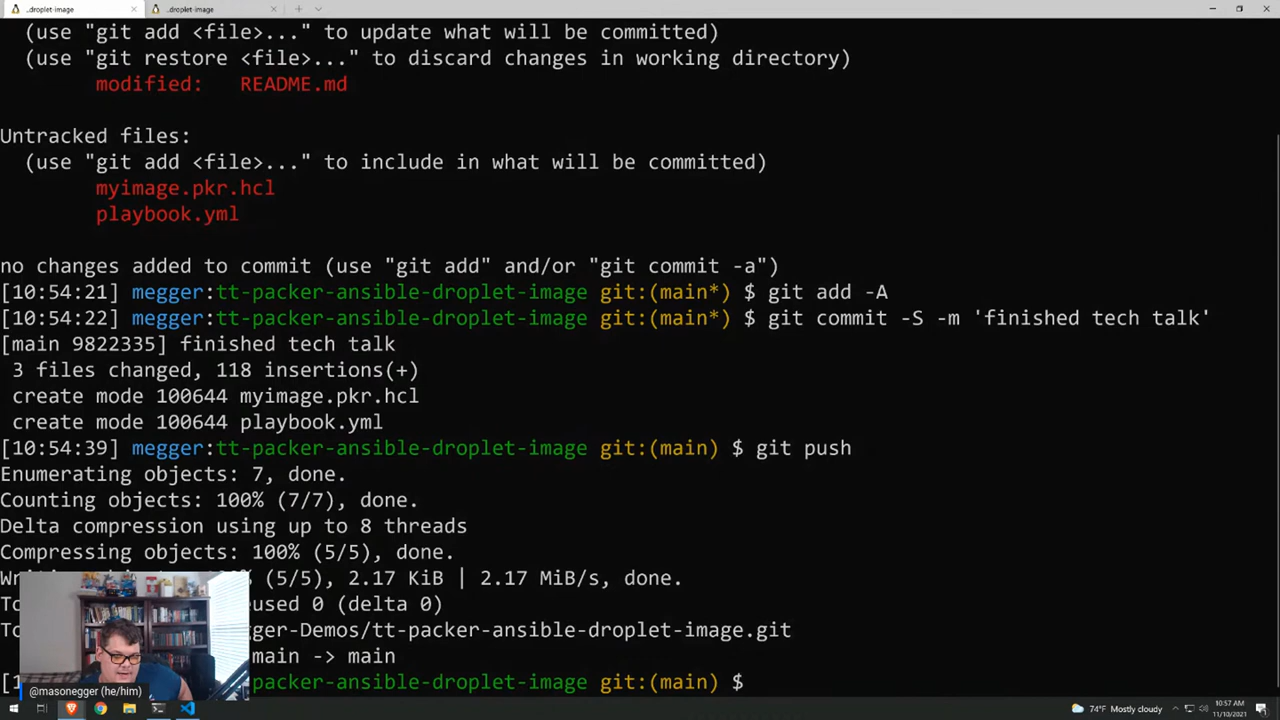 ..droplet-image
..droplet-image
(use "git add <file>..." to update what will be committed)
(use "git restore <file>..." to discard changes in working directory)
modified: README.md
Untracked files:
(use "git add <file>..." to include in what will be committed)
myimage.pkr.hcl
playbook.yml
no changes added to commit (use "git add" and/or "git commit -a")
[10:54:21] megger:tt-packer-ansible-droplet-image git:(main*) $ git add -A
[10:54:22] megger:tt-packer-ansible-droplet-image git:(main*) $ git commit -S -m 'finished tech talk'
[main 9822335] finished tech talk
3 files changed, 118 insertions(+)
create mode 100644 myimage.pkr.hcl
create mode 100644 playbook.yml
[10:54:39] megger:tt-packer-ansible-droplet-image git:(main) $ git push
Enumerating objects: 7, done.
Counting objects: 100% (7/7), done.
Delta compression using up to 8 threads
Compressing objects: 100% (5/5), done.
(5/5), 2.17 KiB | 2.17 MiB/s, done.
0 (delta 0)
-Demos/tt-packer-ansible-droplet-image.git
main -> main
-packer-ansible-droplet-image git:(main) $
@masonegger (he/him)
74°F Mostly cloudy
10:57 AM
11/10/2021